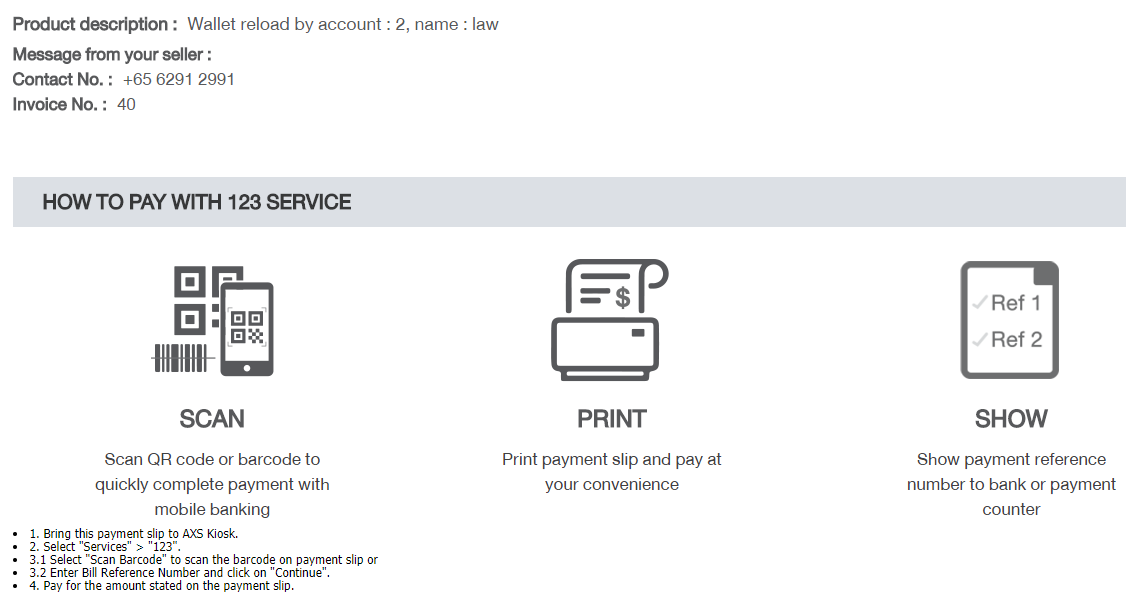 Product description : Wallet reload by account : 2, name : law
Message from your seller :
Contact No. : +65 6291 2991
Invoice No. : 40
HOW TO PAY WITH 123 SERVICE
$
Ref 1
Ref 2
SCAN
Scan QR code or barcode to
quickly complete payment with
mobile banking
PRINT
Print payment slip and pay at
your convenience
SHOW
Show payment reference
number to bank or payment
counter
• 1. Bring this payment slip to AXS Kiosk.
• 2. Select "Services" > "123".
• 3.1 Select "Scan Barcode" to scan the barcode on payment slip or
• 3.2 Enter Bill Reference Number and click on "Continue".
• 4. Pay for the amount stated on the payment slip.